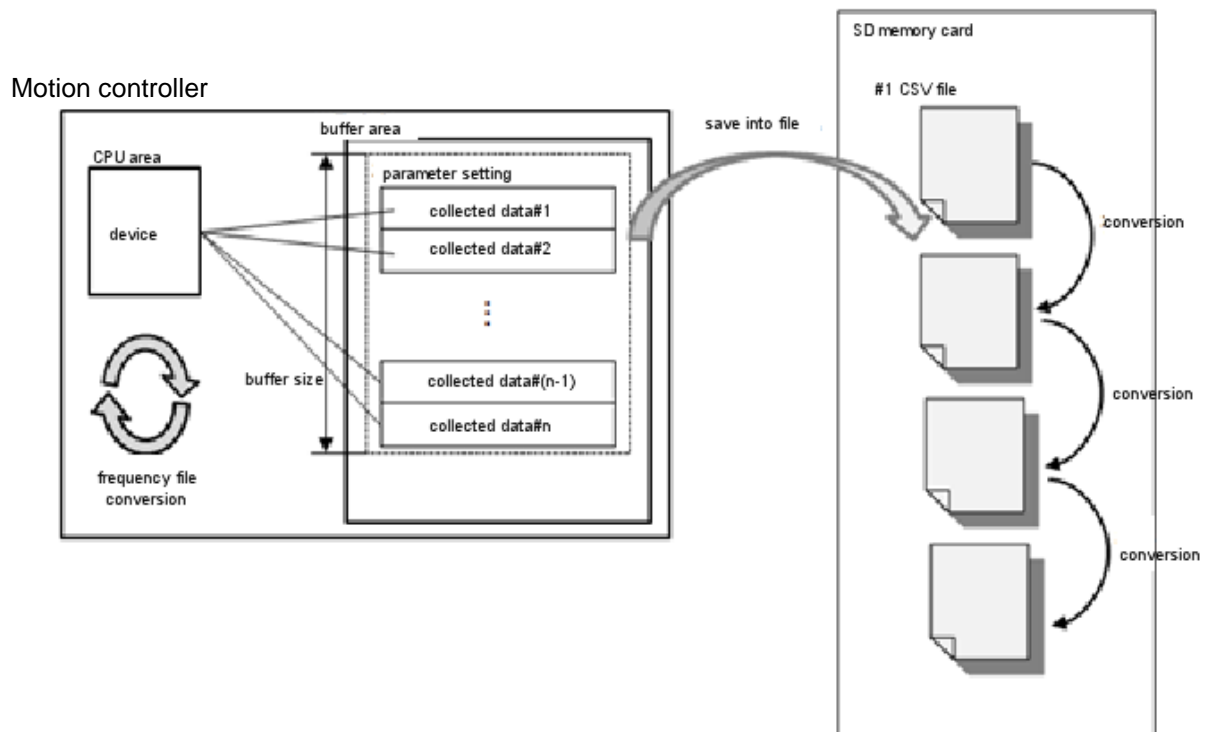 SD memory card
Motion controller
#1 CSV file
buffer area
save into file
CPU area
parameter setting
collected data#1
device
collected data#2
conversion
buffer size
collected data#(n-1)
conversion
collected data#n
frequency file
conversion
conversion